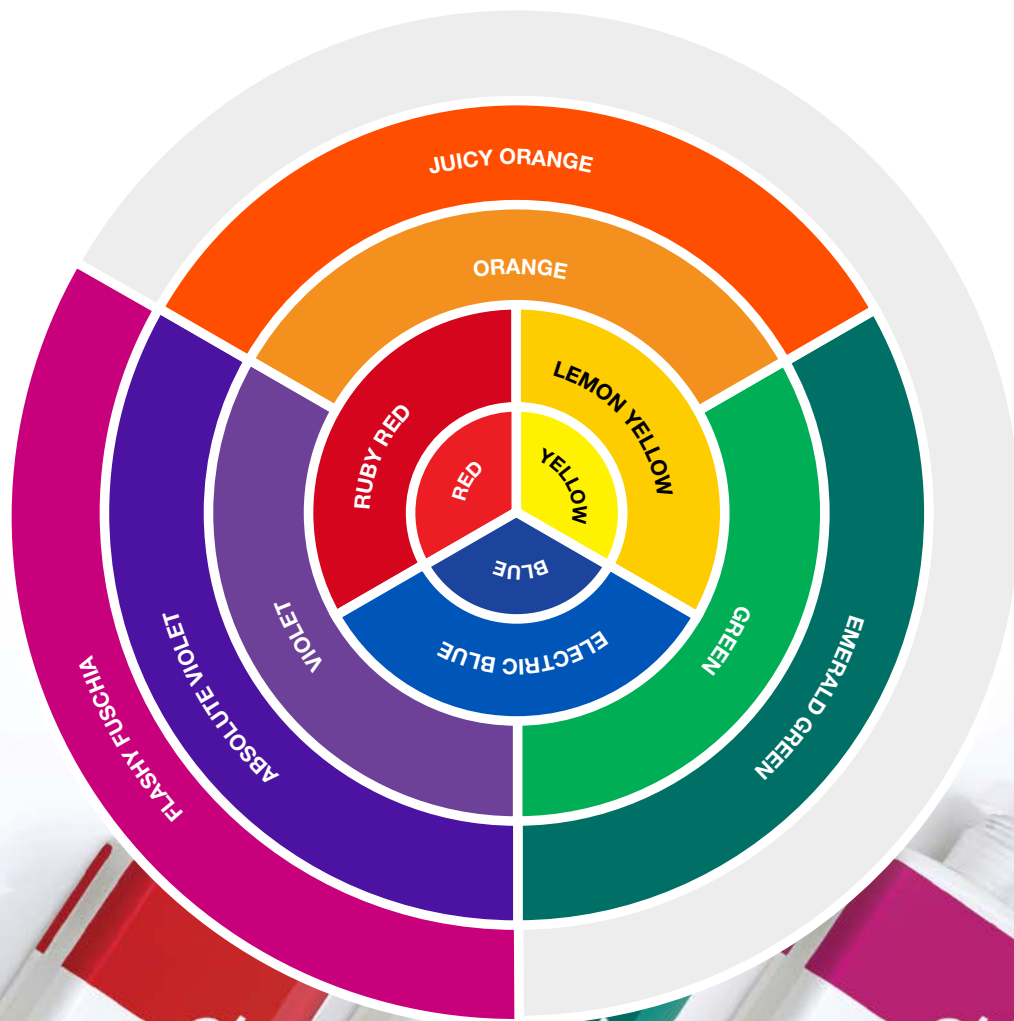 JUICY ORANGE
ORANGE
RUBY RED
RED
YELLOW
LEMON YELLOW
BLUE
ELECTRIC BLUE
VIOLET
GREEN
ABSOLUTE VIOLET
EMERALD GREEN
FLASHY FUSCHIA